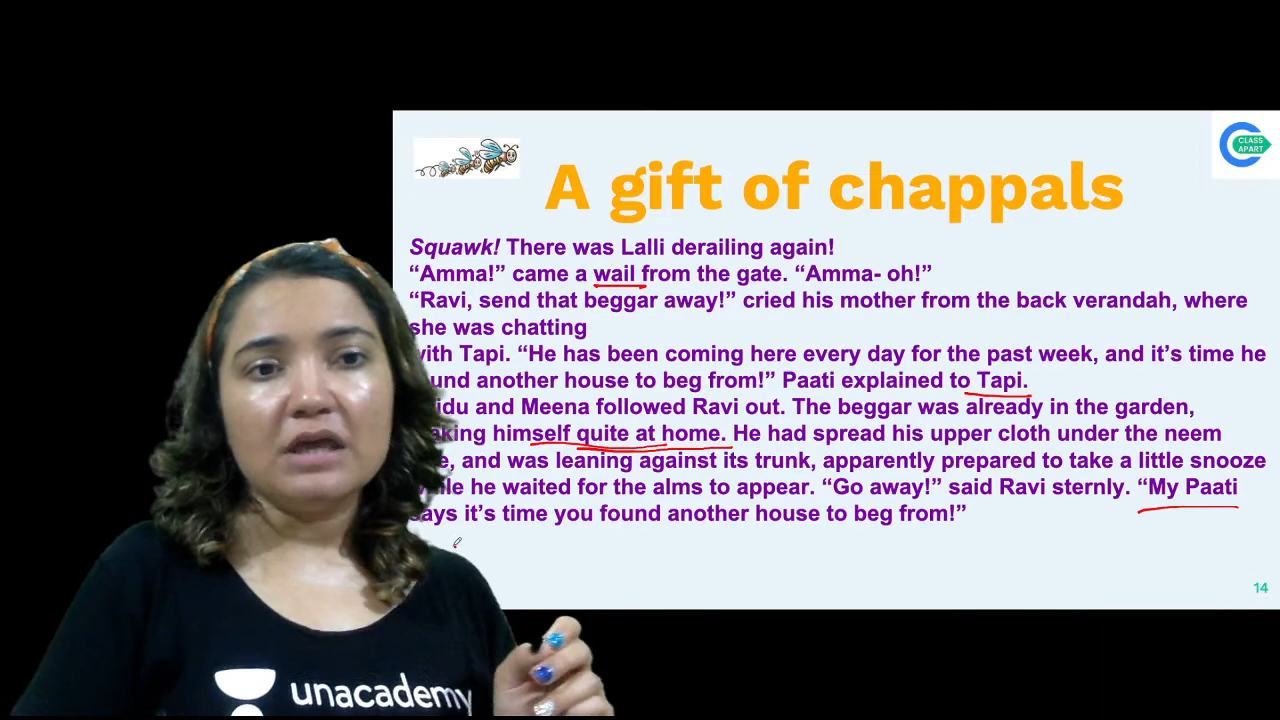 CLASS
APART
A gift of chappals
Squawk! There was Lalli derailing again!
“Amma!” came a wail from the gate. “Amma- oh!”
“Ravi, send that beggar away!” cried his mother from the back verandah, where
she was chatting
with Tapi. “He has been coming here every day for the past week, and it’s time he
found another house to beg from!” Paati explained to Tapi.
and Meena followed Ravi out. The beggar was already in the garden,
making himself quite at home. He had spread his upper cloth under the neem
and was leaning against its trunk, apparently prepared to take a little snooze
while he waited for the alms to appear. “Go away!” said Ravi sternly. “My Paati
says it’s time you found another house to beg from!”
14
unacademy